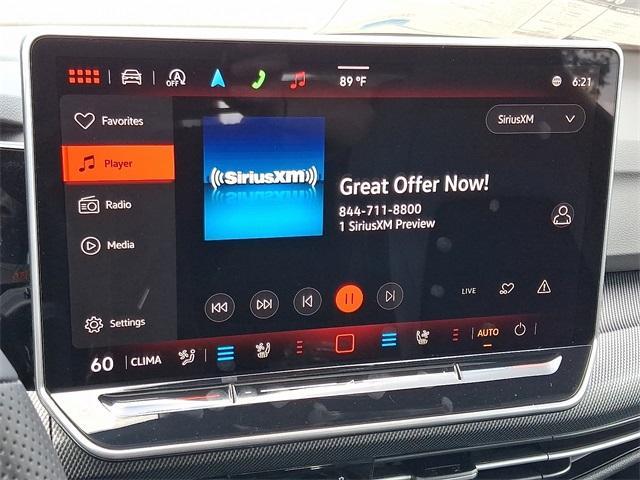 OFF
89 °F
6:21
Favorites
SiriusXM
Player
((SiriusXM))
Great Offer Now!
Radio
844-711-8800
1 SiriusXM Preview
Media
LIVE
Settings
60
CLIMA
AUTO